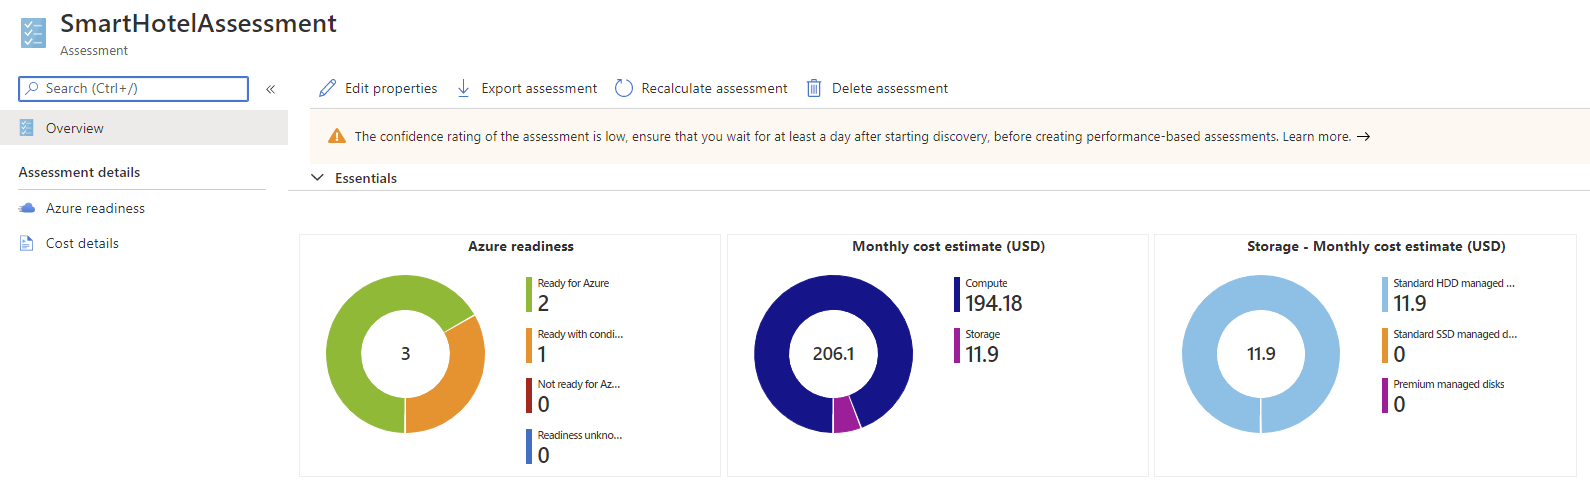 SmartHotelAssessment
Assessment
Search (Ctrl+/)
«
Overview
Assessment details
Azure readiness
Cost details
Edit properties
Export assessment
Recalculate assessment
Delete assessment
The confidence rating of the assessment is low, ensure that you wait for at least a day after starting discovery, before creating performance-based assessments. Learn more. →
Essentials
Azure readiness
3
Ready for Azure
2
Ready with condi...
1
Not ready for Az...
0
Readiness unkno...
0
Monthly cost estimate (USD)
206.1
Compute
194.18
Storage
11.9
Storage - Monthly cost estimate (USD)
11.9
Standard HDD managed ...
11.9
Standard SSD managed d...
0
Premium managed disks
0